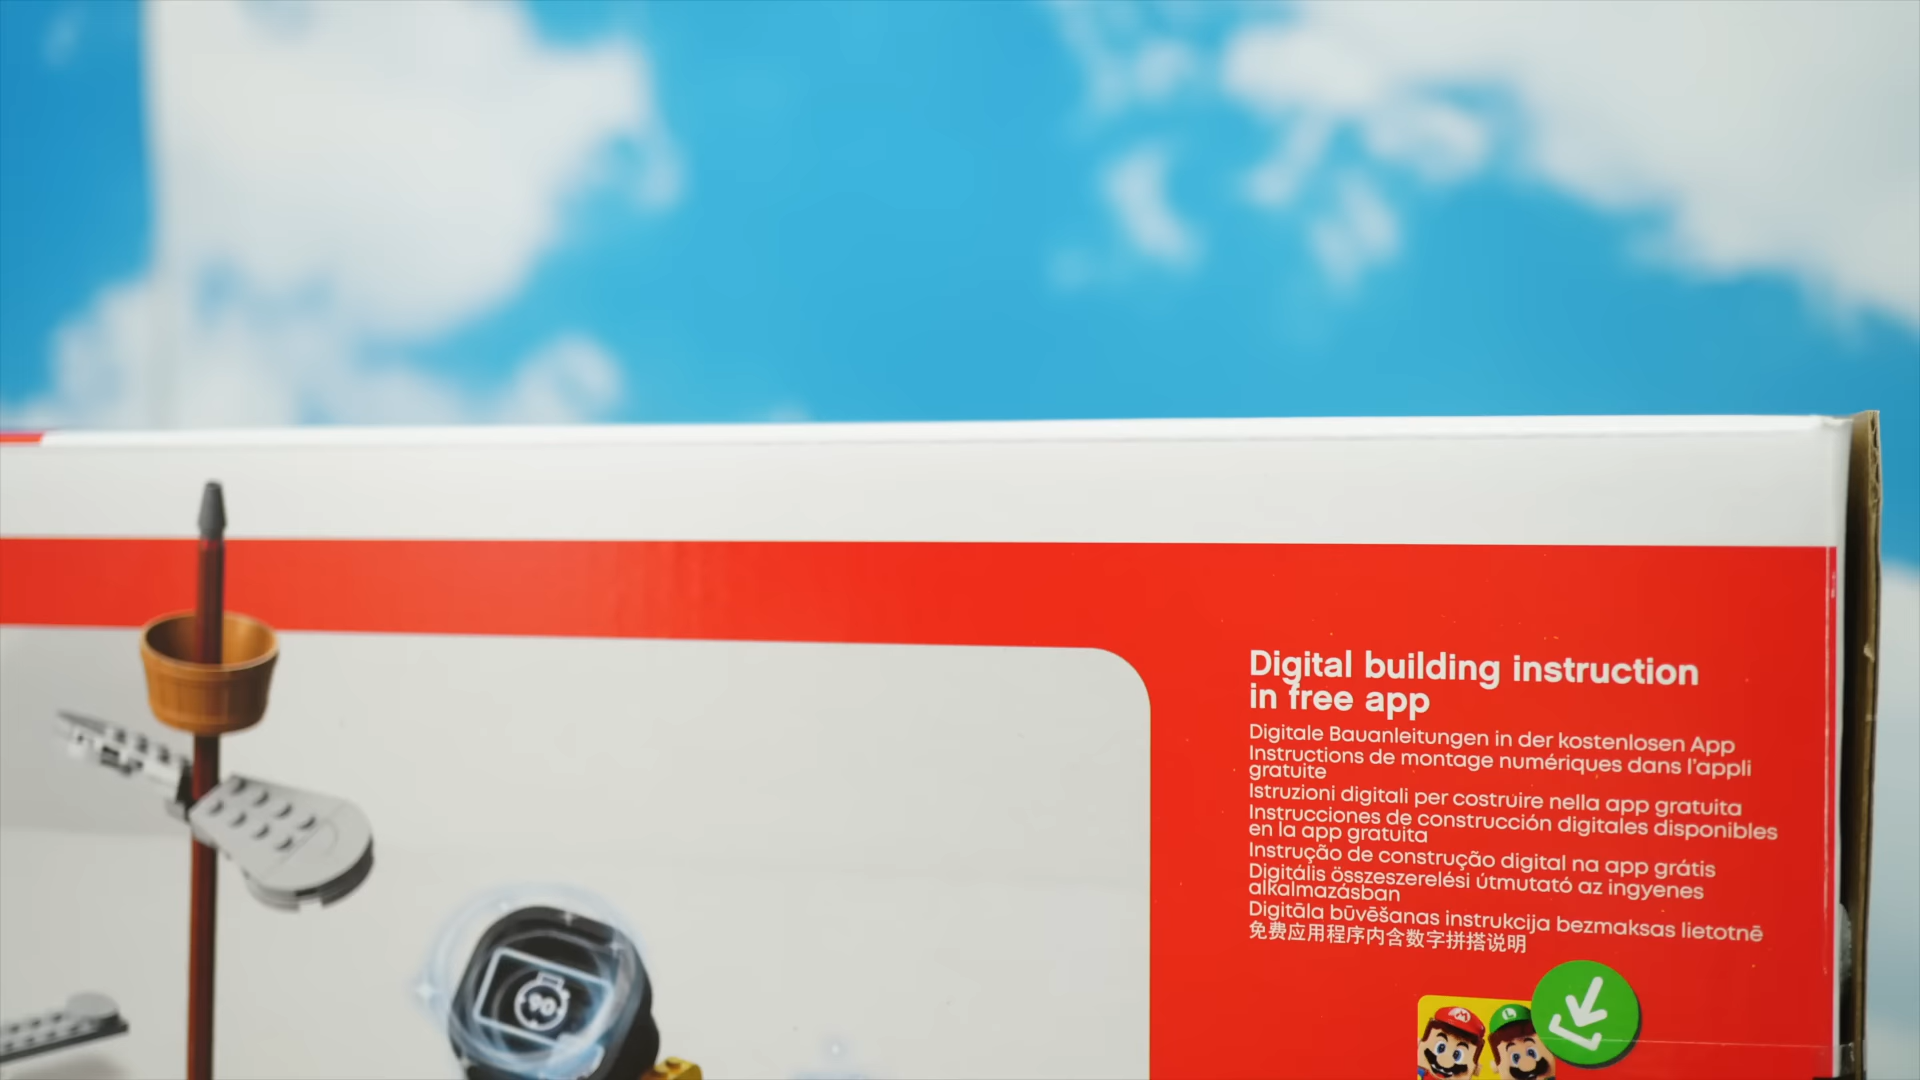 Digital building instruction
in free app
Digitale Bauanleitungen in der kostenlosen App
Instructions de montage numériques dans l'appli
gratuite
Istruzioni digitali per costruire nella app gratuita
Instrucciones de construcción digitales disponibles
en la app gratuita
Instrução de construção digital na app grátis
Digitális összeszerelési útmutató az ingyenes
alkalmazásban
Digitāla būvēšanas instrukcija bezmaksas lietotnē
免费应用程序内含数字拼搭说明
90
M
L